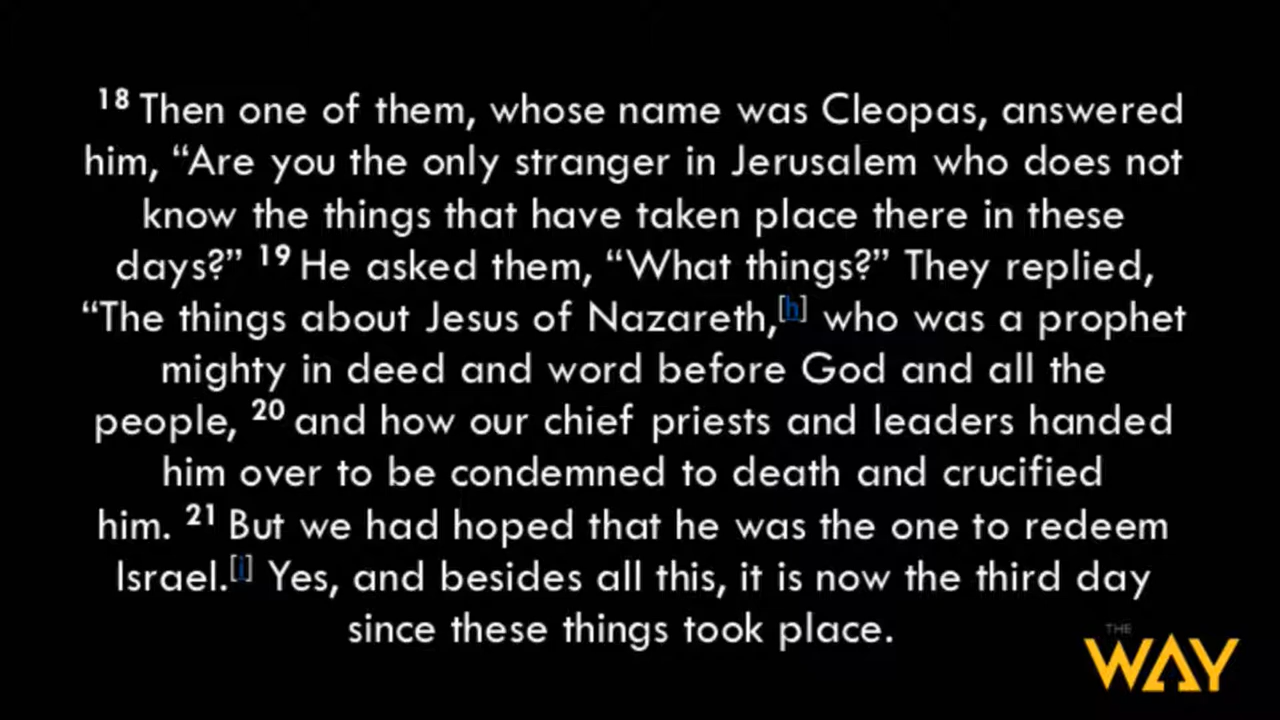 18 Then one of them, whose name was Cleopas, answered
him, “Are you the only stranger in Jerusalem who does not
know the things that have taken place there in these
days?” 19 He asked them, “What things?” They replied,
“The things about Jesus of Nazareth,[h] who was a prophet
mighty in deed and word before God and all the
people, 20 and how our chief priests and leaders handed
him over to be condemned to death and crucified
him. 21 But we had hoped that he was the one to redeem
Israel.[i] Yes, and besides all this, it is now the third day
since these things took place.
THE
WAY